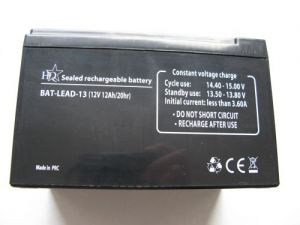 HQ Sealed rechargeable battery
BAT-LEAD-13 (12V 12Ah/20hr)
Constant voltage charge
Cycle use: 14.40 - 15.00 V
Standby use: 13.50 - 13.80 V
Initial current: less than 3.60A
• DO NOT SHORT CIRCUIT
• RECHARGE AFTER USE
Made in PRC
CE